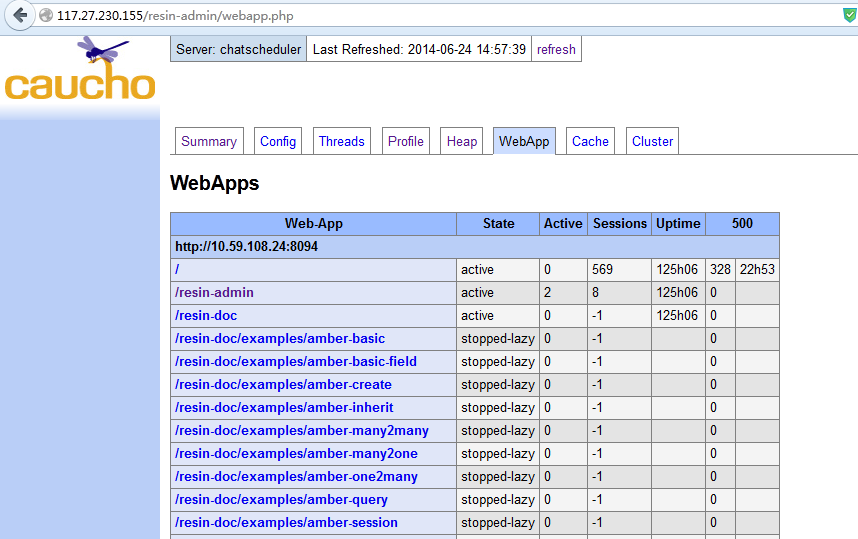 117.27.230.155/resin-admin/webapp.php
caucho
Server: chatscheduler Last Refreshed: 2014-06-24 14:57:39 refresh
Summary Config Threads Profile Heap WebApp Cache Cluster
WebApps
Web-App State Active Sessions Uptime 500
http://10.59.108.24:8094
/ active 0 569 125h06 328 22h53
/resin-admin active 2 8 125h06 0
/resin-doc active 0 -1 125h06 0
/resin-doc/examples/amber-basic stopped-lazy 0 -1 0
/resin-doc/examples/amber-basic-field stopped-lazy 0 -1 0
/resin-doc/examples/amber-create stopped-lazy 0 -1 0
/resin-doc/examples/amber-inherit stopped-lazy 0 -1 0
/resin-doc/examples/amber-many2many stopped-lazy 0 -1 0
/resin-doc/examples/amber-many2one stopped-lazy 0 -1 0
/resin-doc/examples/amber-one2many stopped-lazy 0 -1 0
/resin-doc/examples/amber-query stopped-lazy 0 -1 0
/resin-doc/examples/amber-session stopped-lazy 0 -1 0